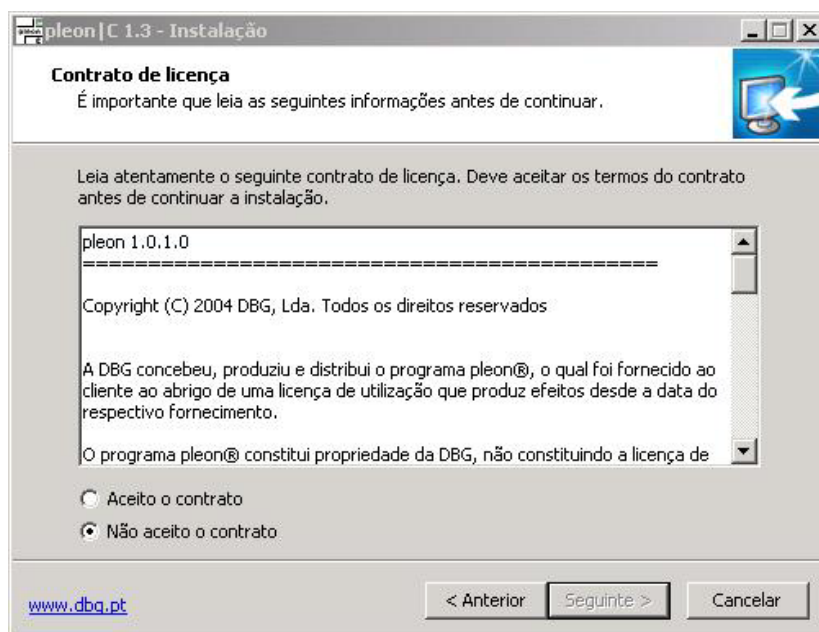 pleon|C 1.3 - Instalação
Contrato de licença
É importante que leia as seguintes informações antes de continuar.
Leia atentamente o seguinte contrato de licença. Deve aceitar os termos do contrato
antes de continuar a instalação.
pleon 1.0.1.0
============================================
Copyright (C) 2004 DBG, Lda. Todos os direitos reservados
A DBG concebeu, produziu e distribui o programa pleon®, o qual foi fornecido ao
cliente ao abrigo de uma licença de utilização que produz efeitos desde a data do
respectivo fornecimento.
O programa pleon® constitui propriedade da DBG, não constituindo a licença de
Aceito o contrato
Não aceito o contrato
www.dbg.pt
< Anterior
Seguinte >
Cancelar